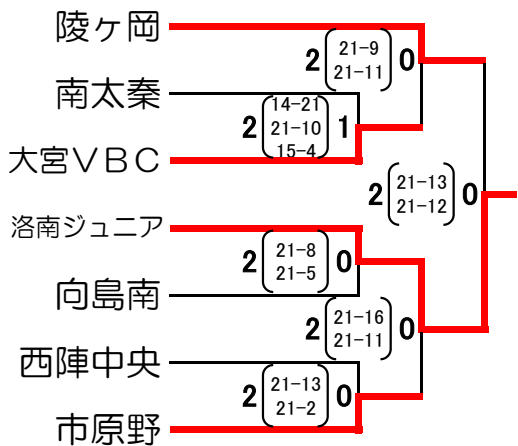 陵ヶ岡
2 21-9 0
21-11
南太秦
14-21
2 21-10 1
15-4
大宮VBC
2 21-13 0
21-12
洛南ジュニア
2 21-8 0
21-5
向島南
2 21-16 0
21-11
西陣中央
2 21-13 0
21-2
市原野